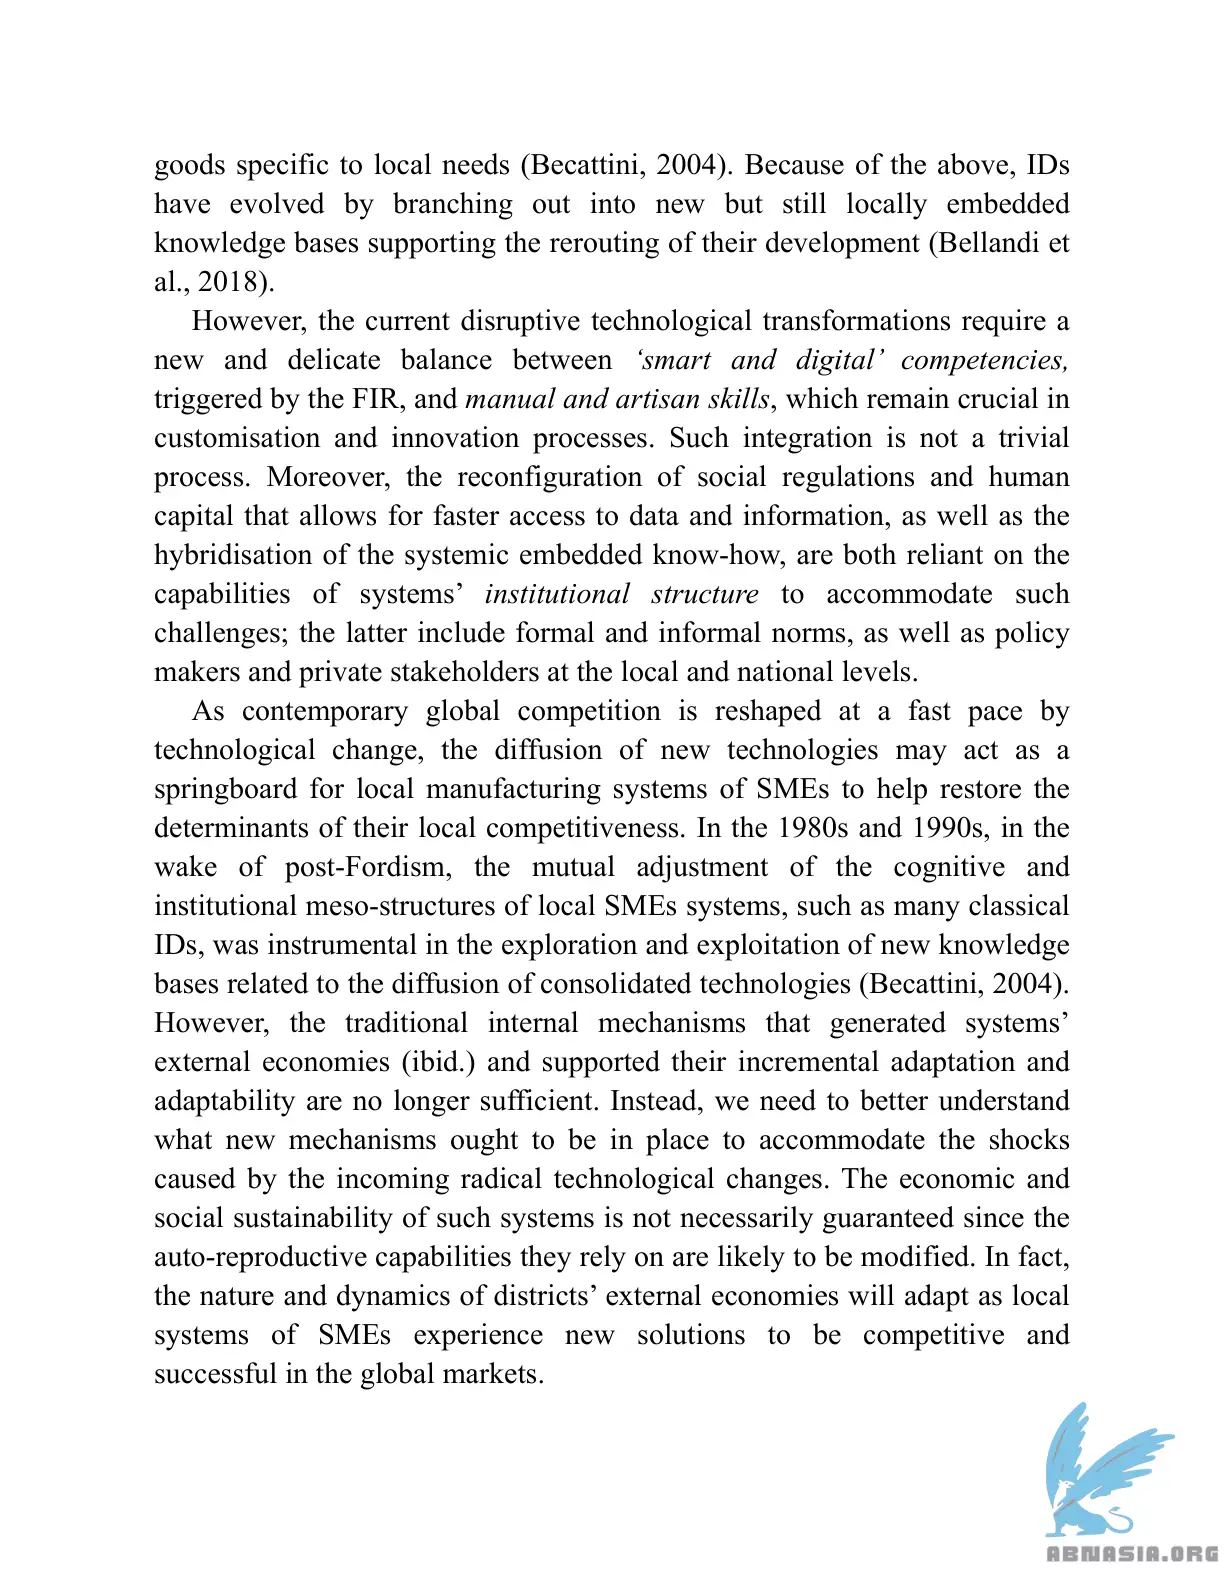 goods specific to local needs (Becattini, 2004). Because of the above, IDs
have evolved by branching out into new but still locally embedded
knowledge bases supporting the rerouting of their development (Bellandi et
al., 2018).
However, the current disruptive technological transformations require a
new and delicate balance between ‘smart and digital’ competencies,
triggered by the FIR, and manual and artisan skills, which remain crucial in
customisation and innovation processes. Such integration is not a trivial
process. Moreover, the reconfiguration of social regulations and human
capital that allows for faster access to data and information, as well as the
hybridisation of the systemic embedded know-how, are both reliant on the
capabilities of systems’ institutional structure to accommodate such
challenges; the latter include formal and informal norms, as well as policy
makers and private stakeholders at the local and national levels.
As contemporary global competition is reshaped at a fast pace by
technological change, the diffusion of new technologies may act as a
springboard for local manufacturing systems of SMEs to help restore the
determinants of their local competitiveness. In the 1980s and 1990s, in the
wake of post-Fordism, the mutual adjustment of the cognitive and
institutional meso-structures of local SMEs systems, such as many classical
IDs, was instrumental in the exploration and exploitation of new knowledge
bases related to the diffusion of consolidated technologies (Becattini, 2004).
However, the traditional internal mechanisms that generated systems’
external economies (ibid.) and supported their incremental adaptation and
adaptability are no longer sufficient. Instead, we need to better understand
what new mechanisms ought to be in place to accommodate the shocks
caused by the incoming radical technological changes. The economic and
social sustainability of such systems is not necessarily guaranteed since the
auto-reproductive capabilities they rely on are likely to be modified. In fact,
the nature and dynamics of districts’ external economies will adapt as local
systems of SMEs experience new solutions to be competitive and
successful in the global markets.
ABNASIA.ORG